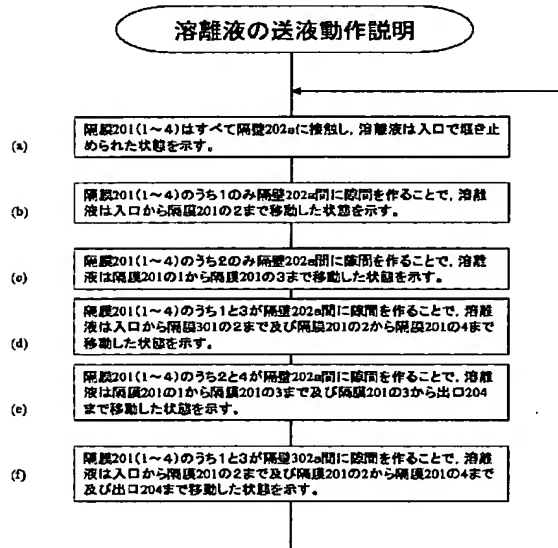 溶離液の送液動作説明
(a)
隔膜201(1～4)はすべて隔壁202aに接触し，溶離液は入口で堰き止
められた状態を示す。
(b)
隔膜201(1～4)のうち1のみ隔壁202a間に隙間を作ることで，溶離
液は入口から隔膜201の2まで移動した状態を示す。
(c)
隔膜201(1～4)のうち2のみ隔壁202a間に隙間を作ることで，溶離
液は隔膜201の1から隔膜201の3まで移動した状態を示す。
(d)
隔膜201(1～4)のうち1と3が隔壁202a間に隙間を作ることで，溶離
液は入口から隔膜301の2まで及び隔膜201の2から隔膜201の4まで
移動した状態を示す。
(e)
隔膜201(1～4)のうち2と4が隔壁202a間に隙間を作ることで，溶離
液は隔膜201の1から隔膜201の3まで及び隔膜201の3から出口204
まで移動した状態を示す。
(f)
隔膜201(1～4)のうち1と3が隔壁302a間に隙間を作ることで，溶離
液は入口から隔膜201の2まで及び隔膜201の2から隔膜201の4まで
及び出口204まで移動した状態を示す。